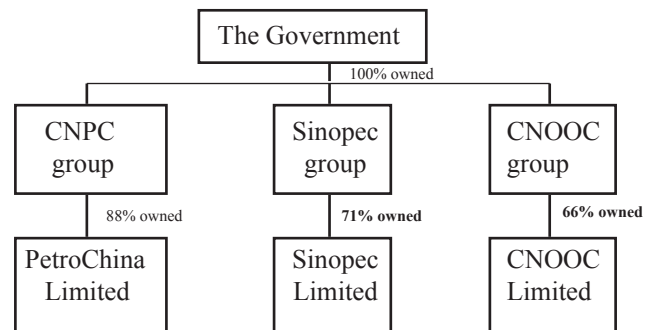 The Government
100% owned
CNPC
group
Sinopec
group
CNOOC
group
88% owned
71% owned
66% owned
PetroChina
Limited
Sinopec
Limited
CNOOC
Limited